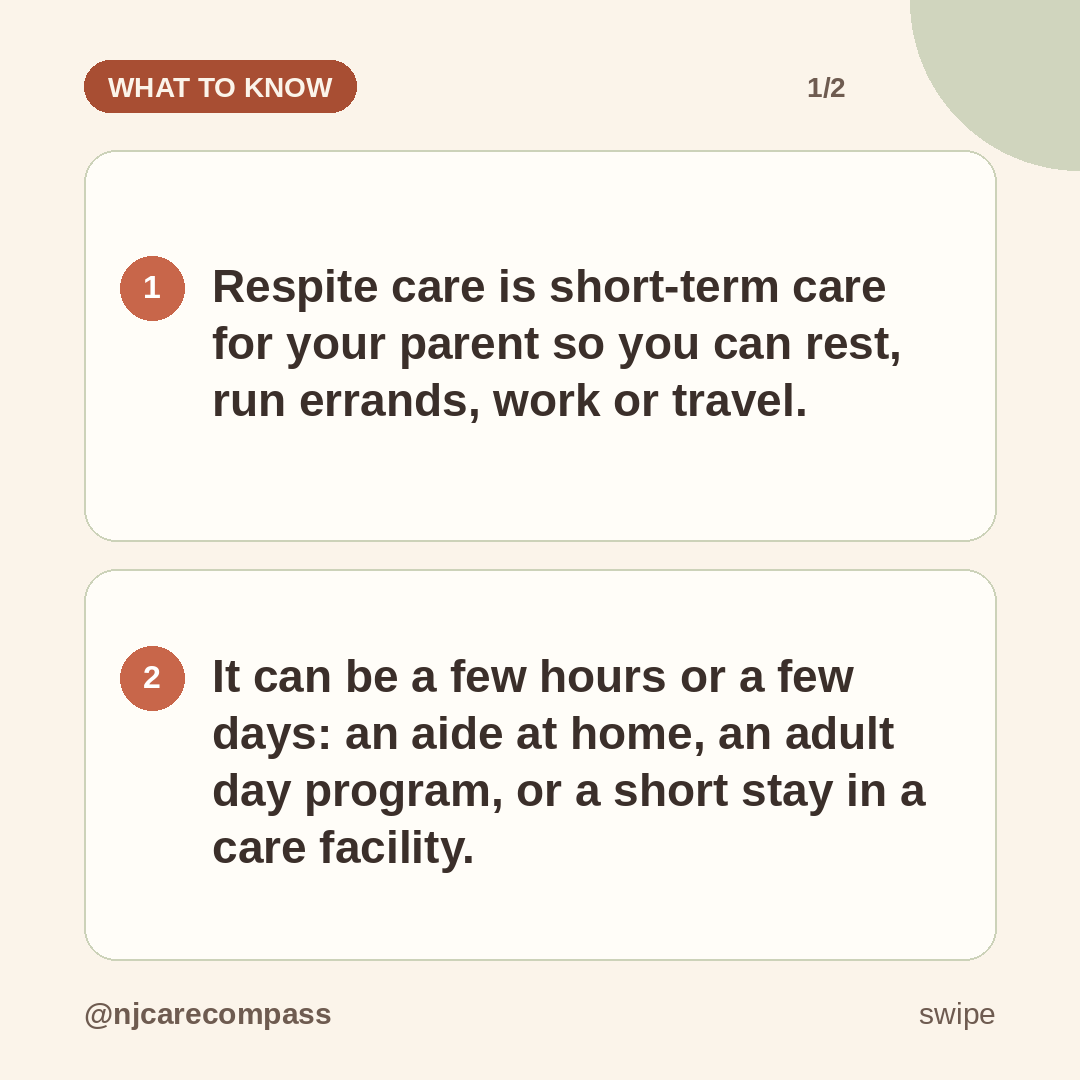 WHAT TO KNOW
1/2
1
Respite care is short-term care
for your parent so you can rest,
run errands, work or travel.
2
It can be a few hours or a few
days: an aide at home, an adult
day program, or a short stay in a
care facility.
@njcarecompass
swipe